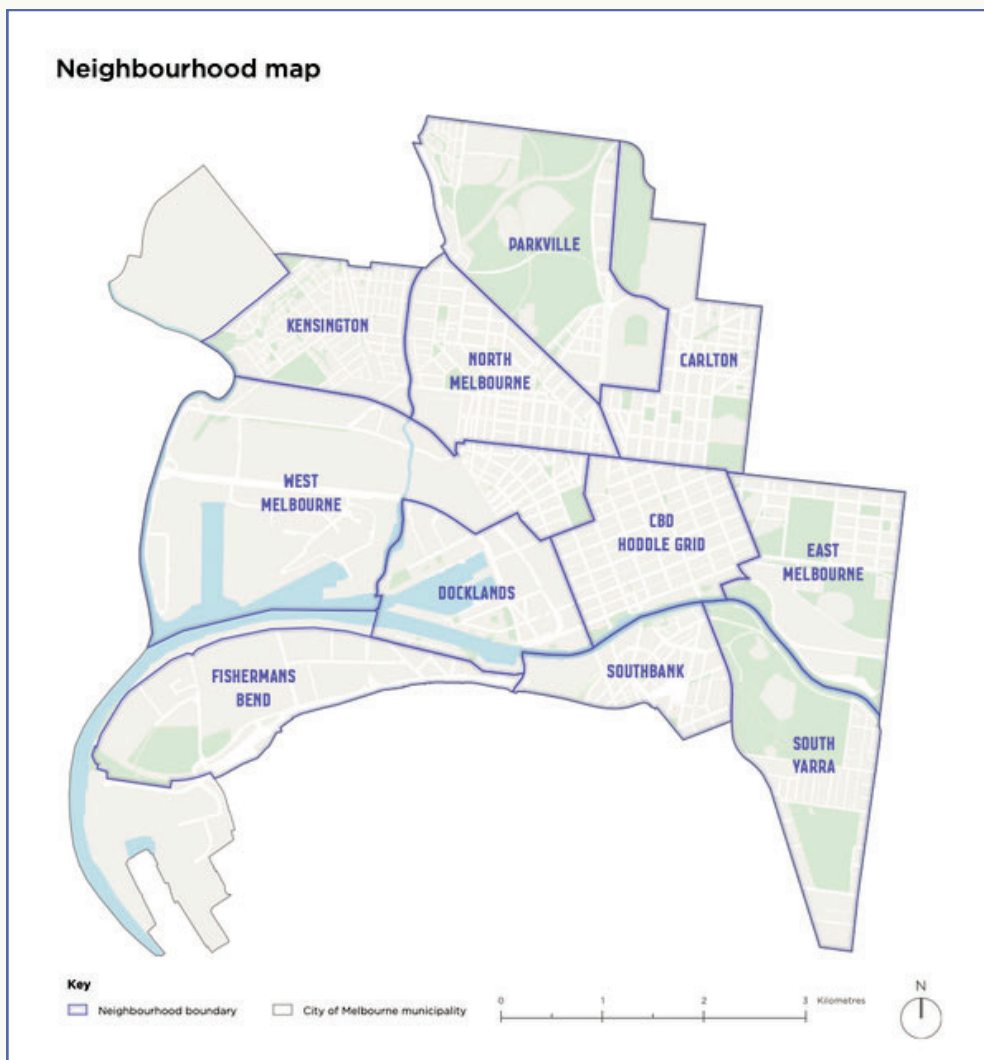 Neighbourhood map
PARKVILLE
KENSINGTON
NORTH
MELBOURNE
CARLTON
WEST
MELBOURNE
CBD
HODDLE GRID
EAST
MELBOURNE
DOCKLANDS
FISHERMANS
BEND
SOUTHBANK
SOUTH
YARRA
Key
Neighbourhood boundary
City of Melbourne municipality
0 1 2 3 Kilometres
N